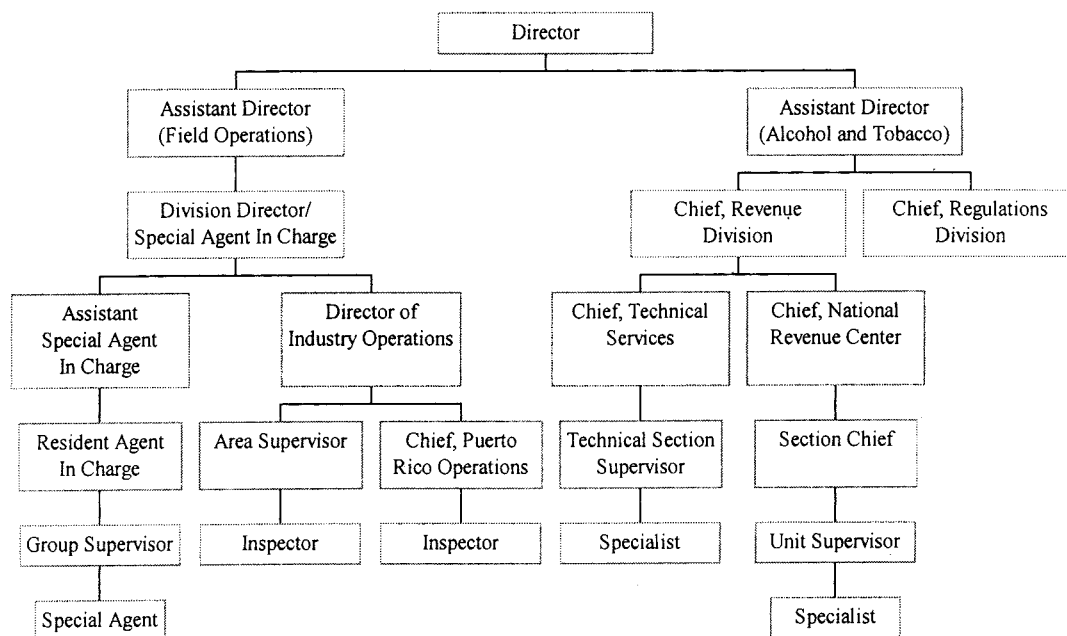 Director
Assistant Director
(Field Operations)
Assistant Director
(Alcohol and Tobacco)
Division Director/
Special Agent In Charge
Chief, Revenue
Division
Chief, Regulations
Division
Assistant
Special Agent
In Charge
Director of
Industry Operations
Chief, Technical
Services
Chief, National
Revenue Center
Resident Agent
In Charge
Area Supervisor
Chief, Puerto
Rico Operations
Technical Section
Supervisor
Section Chief
Group Supervisor
Inspector
Inspector
Specialist
Unit Supervisor
Special Agent
Specialist